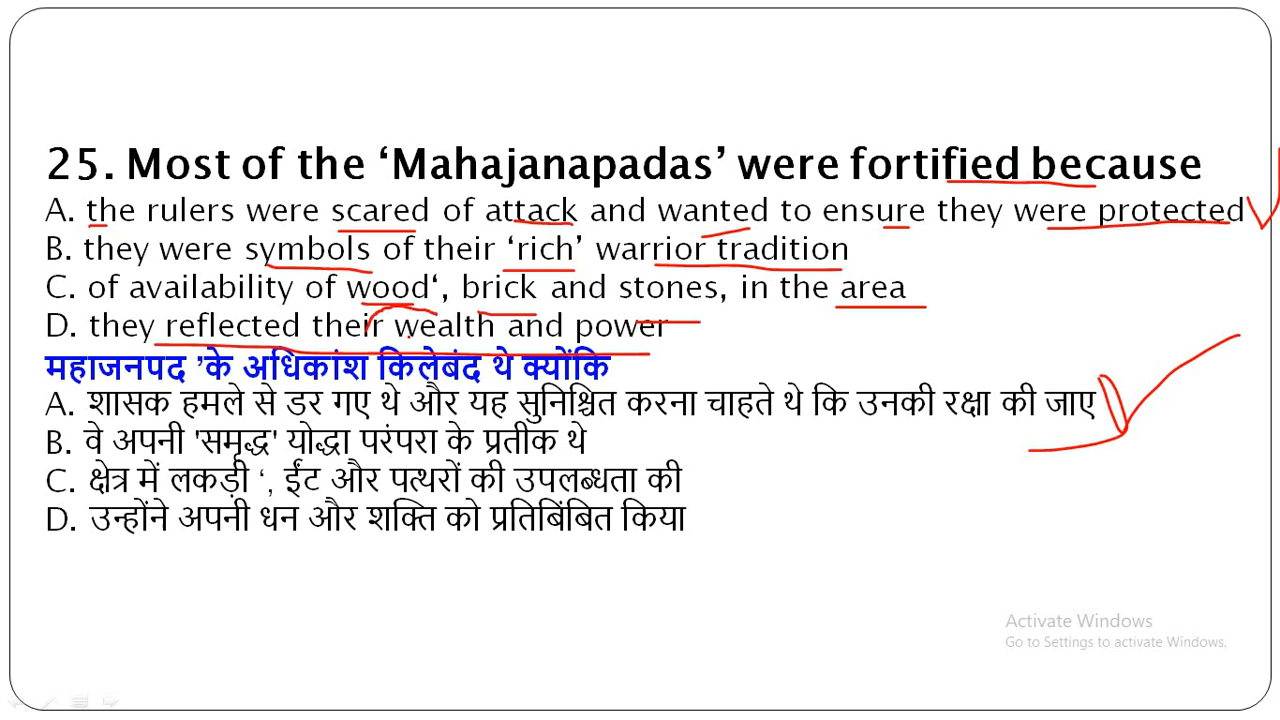 25. Most of the ‘Mahajanapadas’ were fortified because
A. the rulers were scared of attack and wanted to ensure they were protected
B. they were symbols of their ‘rich’ warrior tradition
C. of availability of wood‘, brick and stones, in the area
D. they reflected their wealth and power
महाजनपद ’के अधिकांश किलेबंद थे क्योंकि
A. शासक हमले से डर गए थे और यह सुनिश्चित करना चाहते थे कि उनकी रक्षा की जाए
B. वे अपनी 'समृद्ध' योद्धा परंपरा के प्रतीक थे
C. क्षेत्र में लकड़ी ‘, ईंट और पत्थरों की उपलब्धता की
D. उन्होंने अपनी धन और शक्ति को प्रतिबिंबित किया
Activate Windows
Go to Settings to activate Windows.